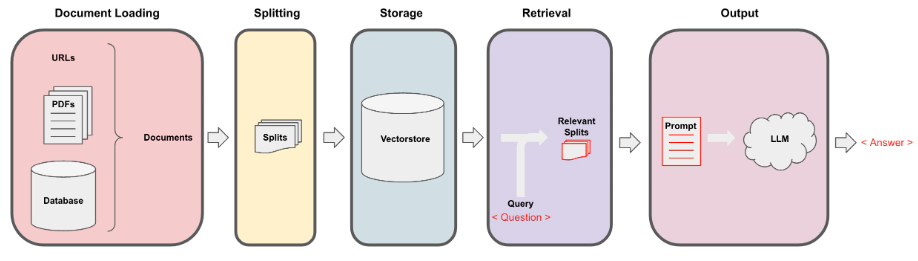 Document Loading
Splitting
Storage
Retrieval
Output
URLs
PDFs
Documents
Database
Splits
Vectorstore
Relevant
Splits
Query
< Question >
Prompt
LLM
< Answer >